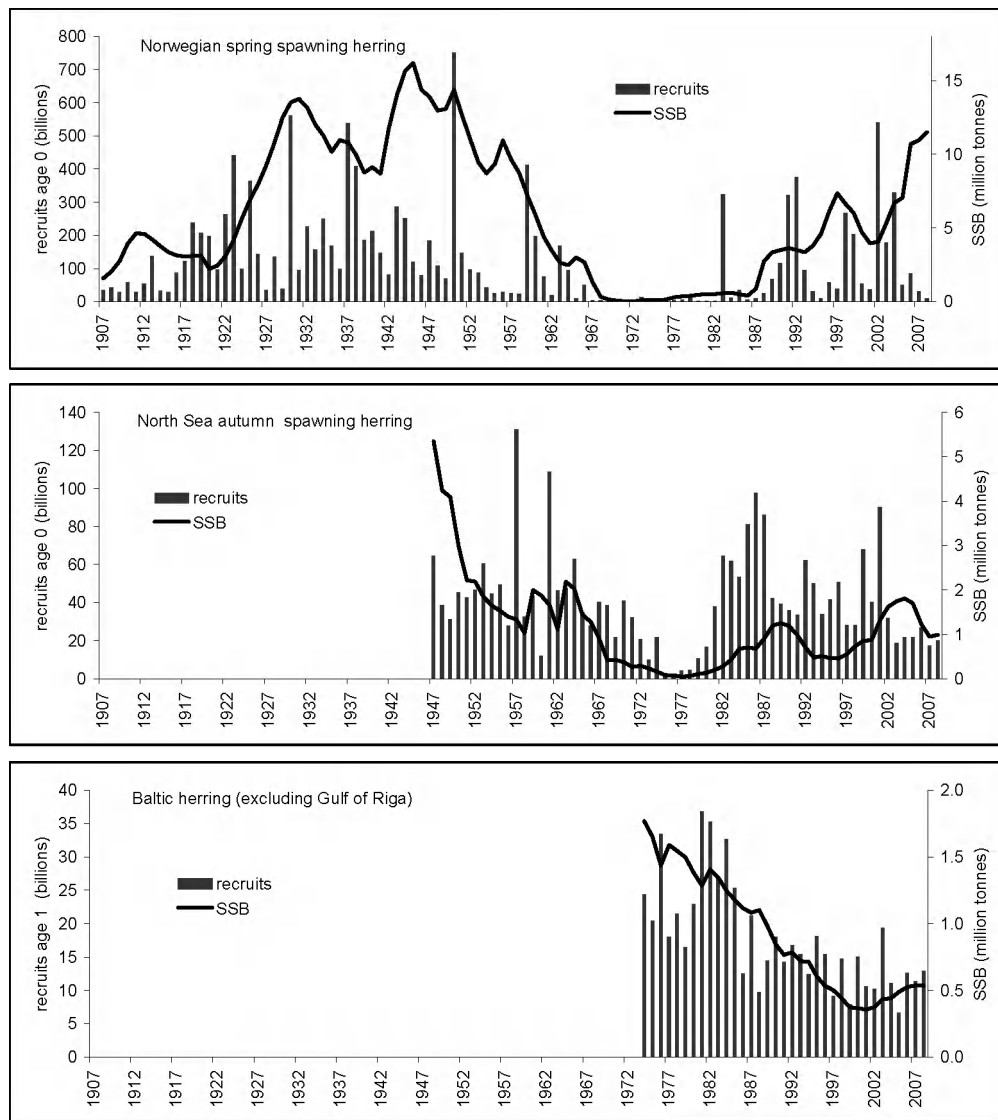 Norwegian spring spawning herring
recruits
SSB
recruits age 0 (billions)
SSB (million tonnes)
800
700
600
500
400
300
200
100
0
15
10
5
0
1907 1912 1917 1922 1927 1932 1937 1942 1947 1952 1957 1962 1967 1972 1977 1982 1987 1992 1997 2002 2007
North Sea autumn spawning herring
recruits
SSB
recruits age 0 (billions)
SSB (million tonnes)
140
120
100
80
60
40
20
0
6
5
4
3
2
1
0
1907 1912 1917 1922 1927 1932 1937 1942 1947 1952 1957 1962 1967 1972 1977 1982 1987 1992 1997 2002 2007
Baltic herring (excluding Gulf of Riga)
recruits
SSB
recruits age 1 (billions)
SSB (million tonnes)
40
35
30
25
20
15
10
5
0
2.0
1.5
1.0
0.5
0.0
1907 1912 1917 1922 1927 1932 1937 1942 1947 1952 1957 1962 1967 1972 1977 1982 1987 1992 1997 2002 2007